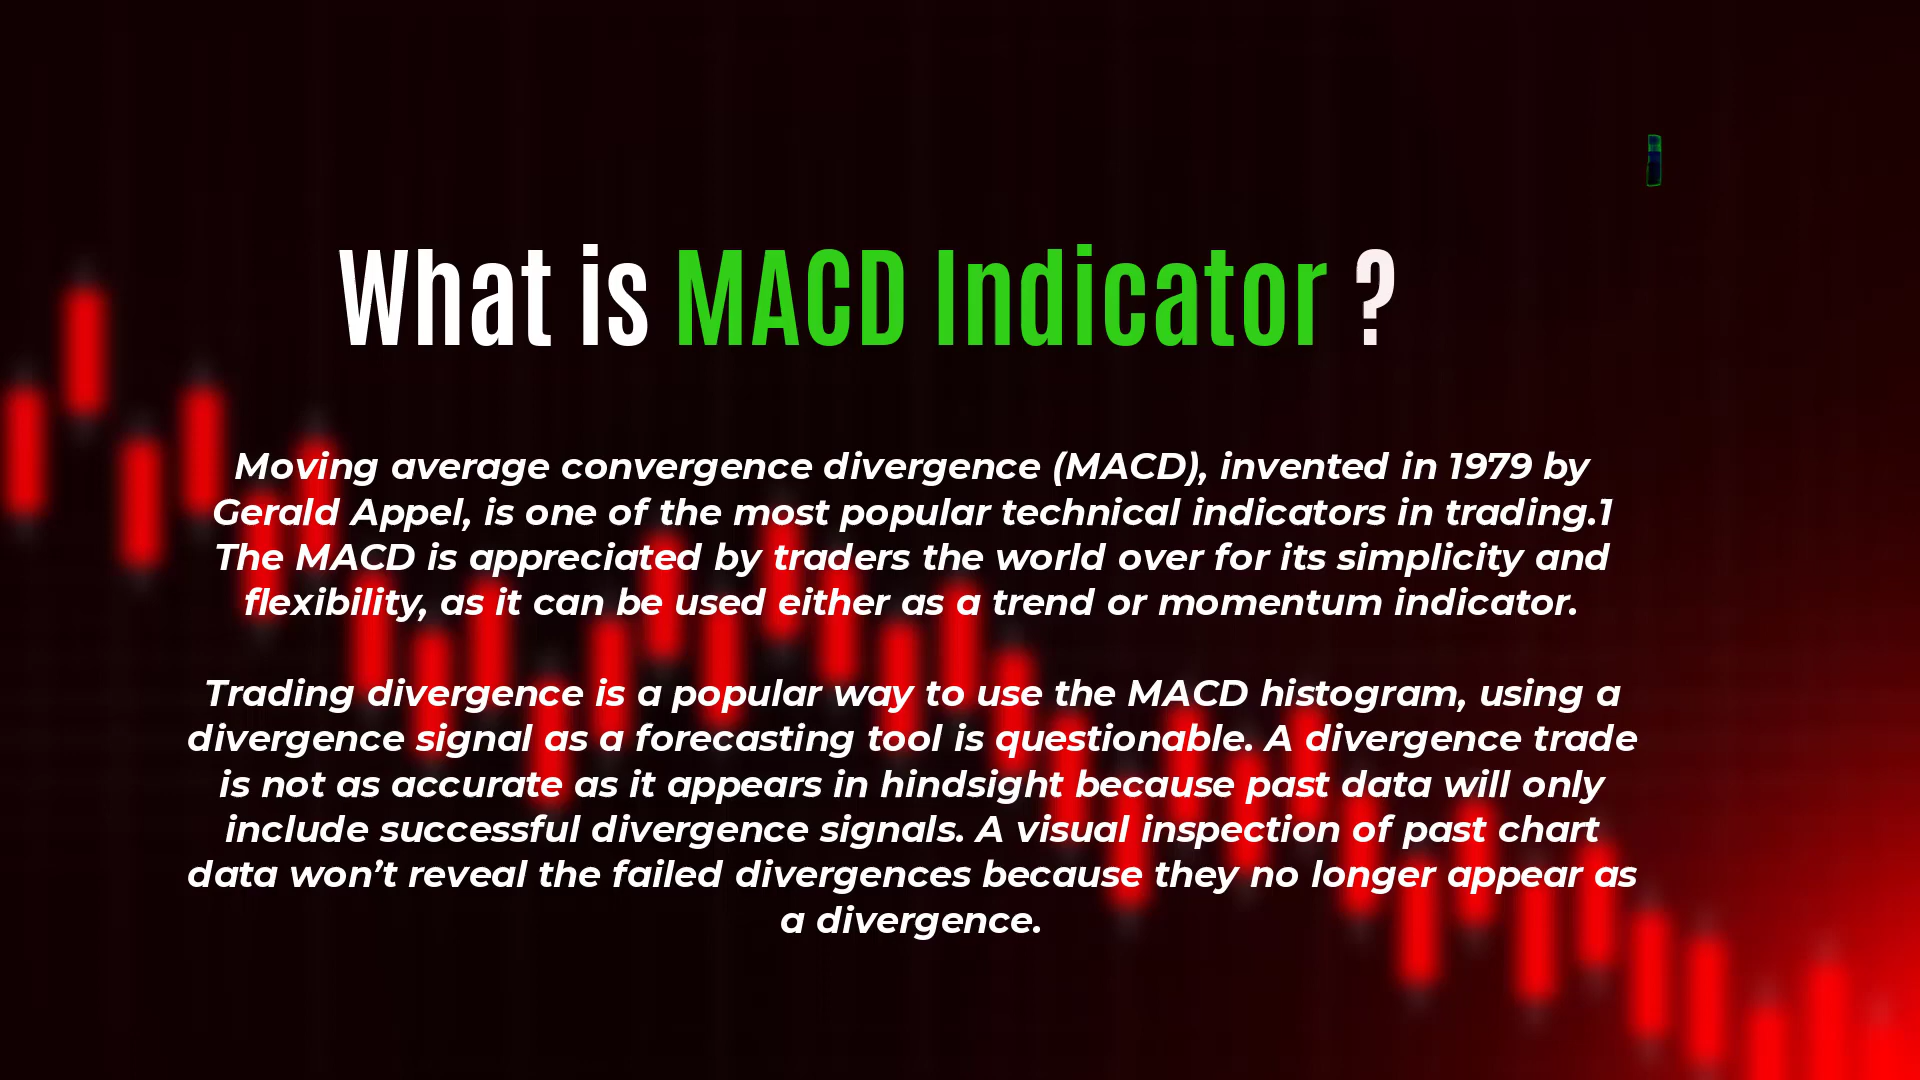 What is MACD Indicator ?
Moving average convergence divergence (MACD), invented in 1979 by
Gerald Appel, is one of the most popular technical indicators in trading.1
The MACD is appreciated by traders the world over for its simplicity and
flexibility, as it can be used either as a trend or momentum indicator.
Trading divergence is a popular way to use the MACD histogram, using a
divergence signal as a forecasting tool is questionable. A divergence trade
is not as accurate as it appears in hindsight because past data will only
include successful divergence signals. A visual inspection of past chart
data won’t reveal the failed divergences because they no longer appear as
a divergence.